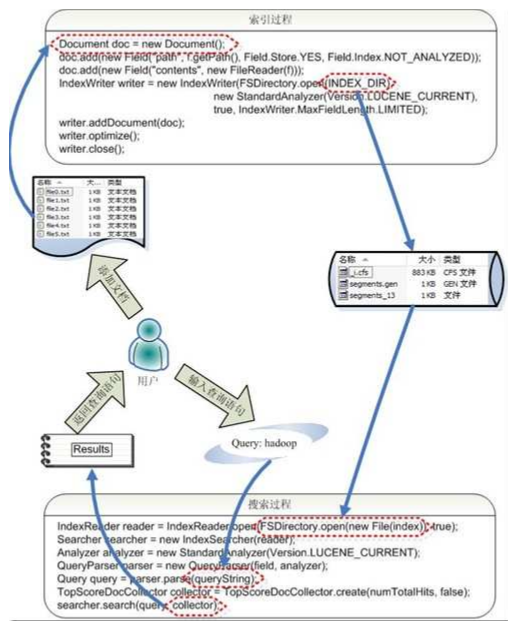 索引过程
Document doc = new Document();
doc.add(new Field("path", f.getPath(), Field.Store.YES, Field.Index.NOT_ANALYZED));
doc.add(new Field("contents", new FileReader(f)));
IndexWriter writer = new IndexWriter(FSDirectory.open(INDEX_DIR),
new StandardAnalyzer(Version.LUCENE_CURRENT),
true, IndexWriter.MaxFieldLength.LIMITED);
writer.addDocument(doc);
writer.optimize();
writer.close();
名称 大... 类型
file0.txt 1 KB 文本文档
file1.txt 1 KB 文本文档
file2.txt 1 KB 文本文档
file3.txt 1 KB 文本文档
file4.txt 1 KB 文本文档
file5.txt 1 KB 文本文档
名称 大小 类型
_i.cfs 883 KB CFS 文件
segments.gen 1 KB GEN 文件
segments_13 1 KB 文件
添加文档
用户
返回查询语句
输入查询语句
Results
Query: hadoop
搜索过程
IndexReader reader = IndexReader.open(FSDirectory.open(new File(index)), true);
Searcher searcher = new IndexSearcher(reader);
Analyzer analyzer = new StandardAnalyzer(Version.LUCENE_CURRENT);
QueryParser parser = new QueryParser(field, analyzer);
Query query = parser.parse(queryString);
TopScoreDocCollector collector = TopScoreDocCollector.create(numTotalHits, false);
searcher.search(query, collector);